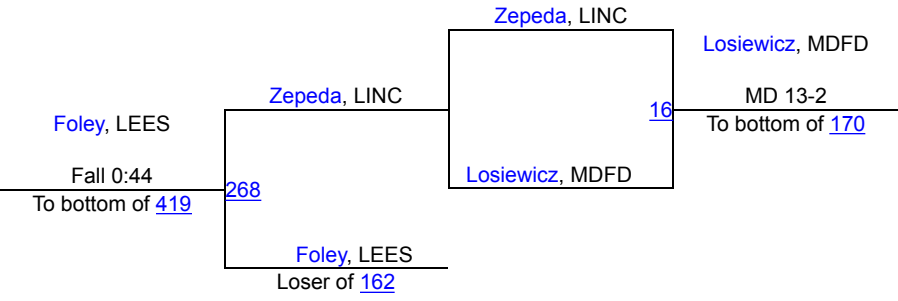 Zepeda, LINC
Losiewicz, MDFD
Zepeda, LINC
MD 13-2
16
To bottom of 170
Foley, LEES
Fall 0:44
Losiewicz, MDFD
268
To bottom of 419
Foley, LEES
Loser of 162